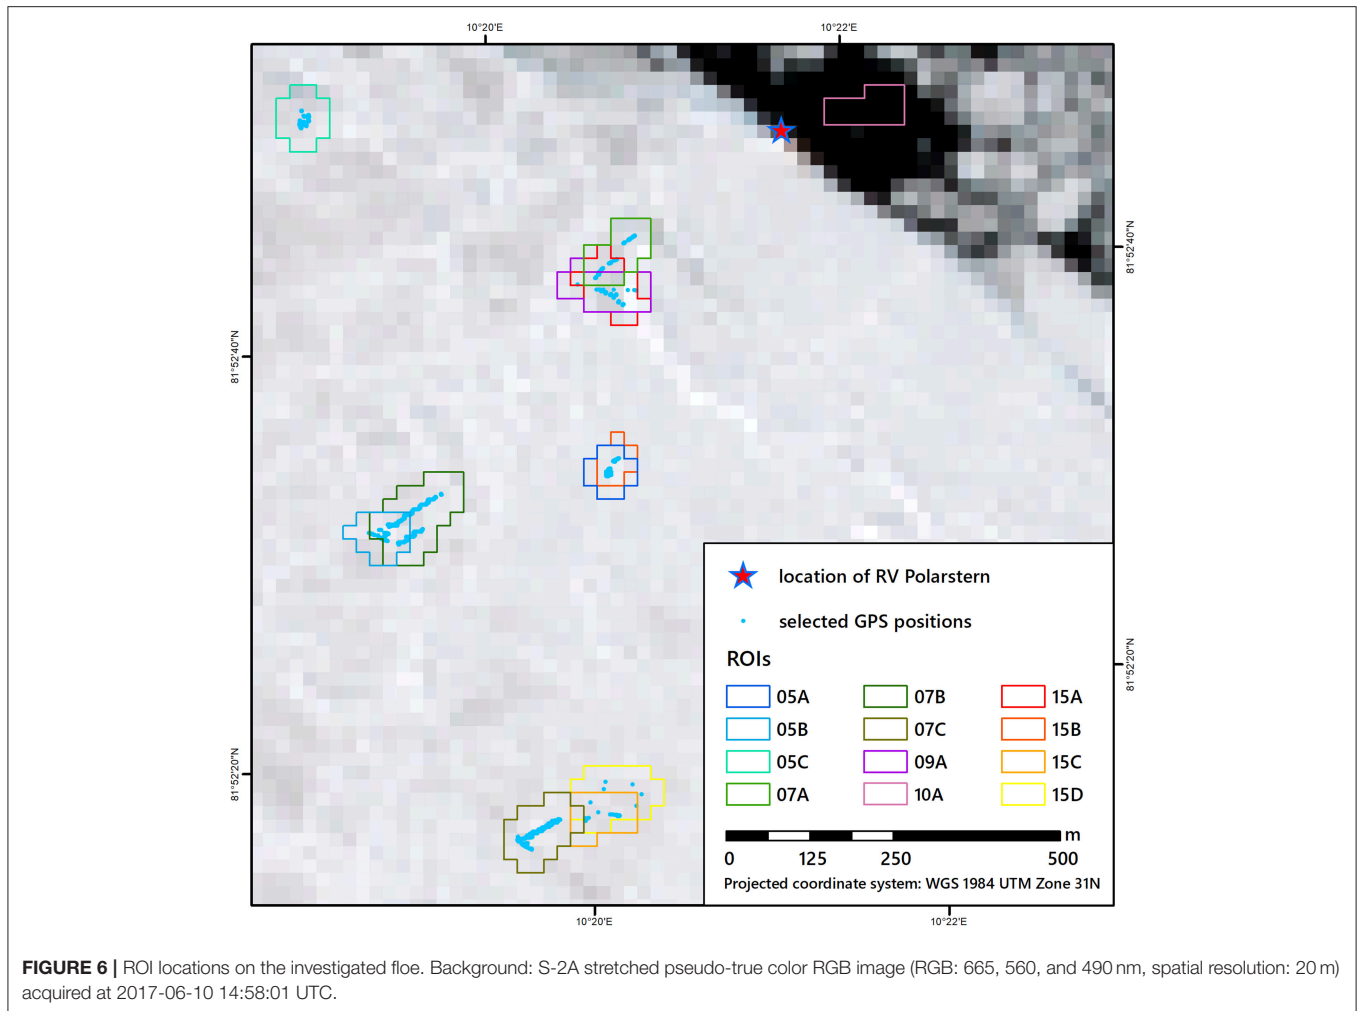 10°20'E
10°22'E
81°52'40"N
81°52'40"N
81°52'20"N
81°52'20"N
location of RV Polarstern
selected GPS positions
ROIs
05A
07B
15A
05B
07C
15B
05C
09A
15C
07A
10A
15D
m
0
125
250
500
Projected coordinate system: WGS 1984 UTM Zone 31N
10°20'E
10°22'E
FIGURE 6 | ROI locations on the investigated floe. Background: S-2A stretched pseudo-true color RGB image (RGB: 665, 560, and 490 nm, spatial resolution: 20 m)
acquired at 2017-06-10 14:58:01 UTC.